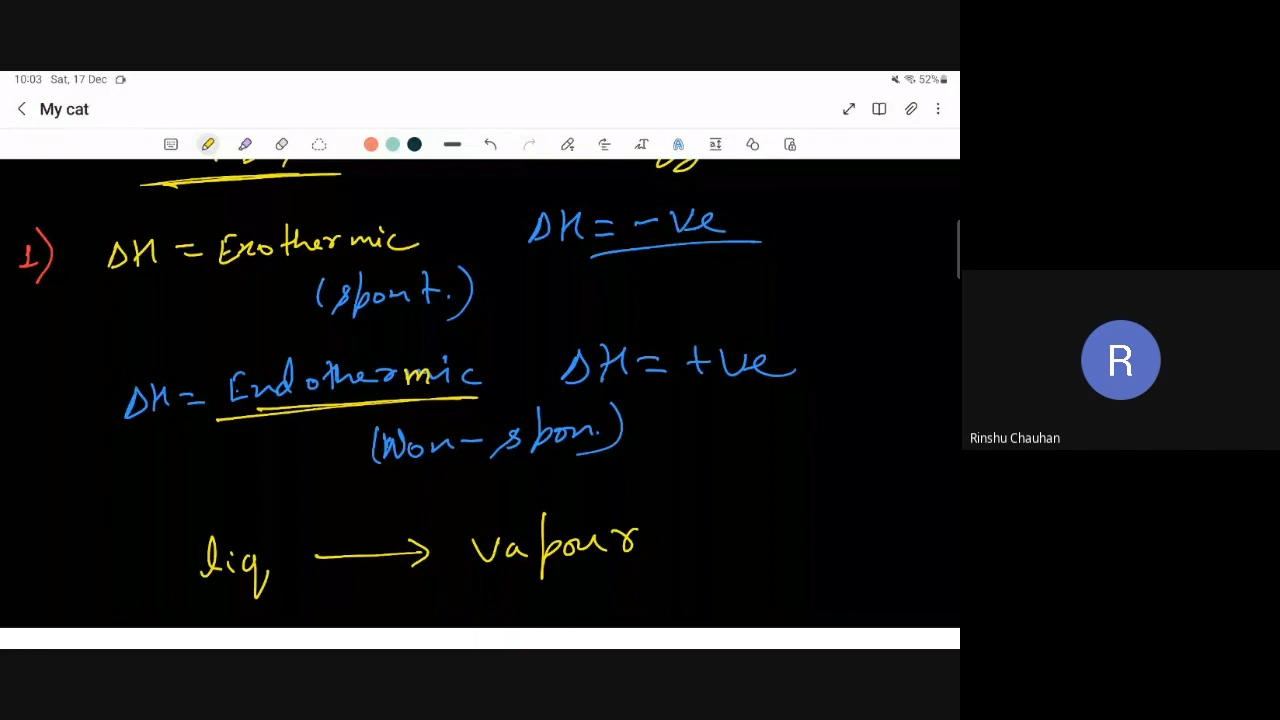 10:03 Sat, 17 Dec
52%
My cat
1) ΔH = Exothermic ΔH = -ve
(spont.)
ΔH = Endothermic ΔH = +ve
(Non-spon.)
liq → vapour
R
Rinshu Chauhan